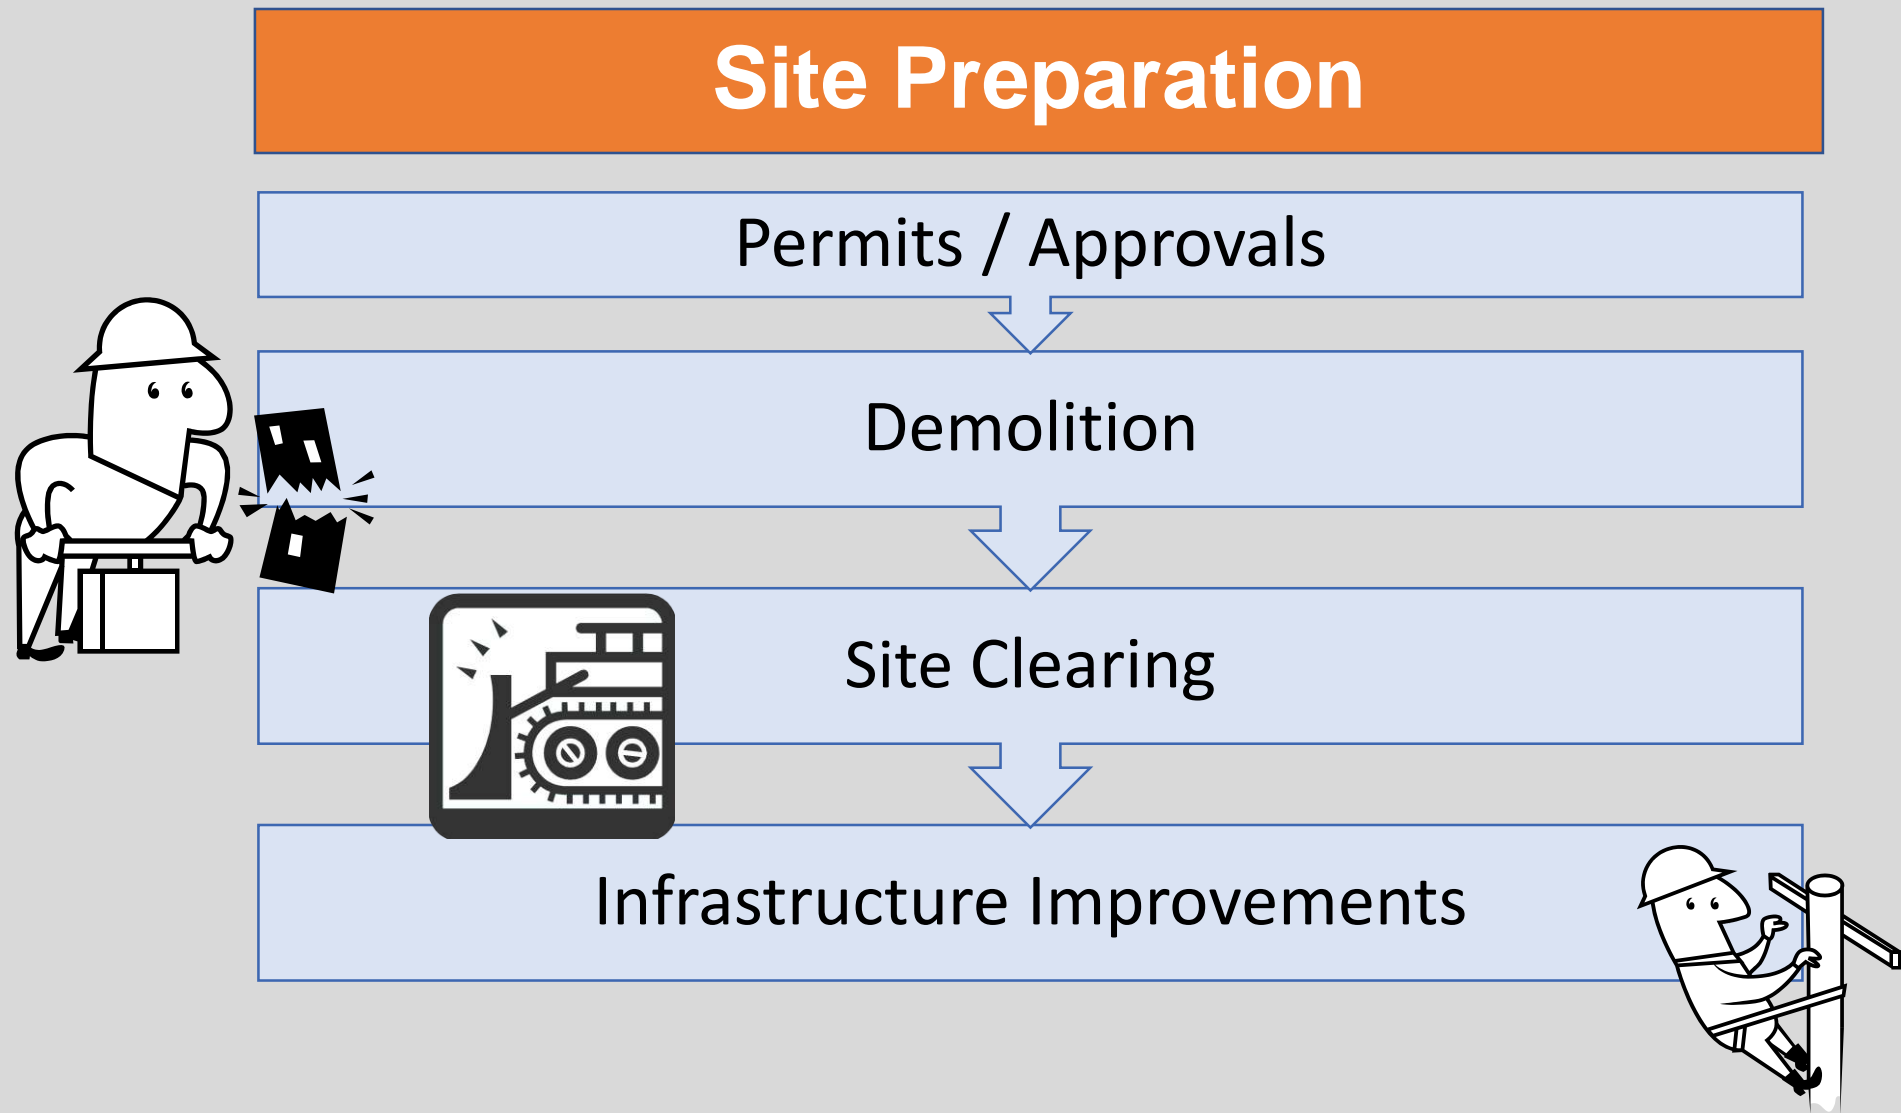 Site Preparation
Permits / Approvals
Demolition
Site Clearing
Infrastructure Improvements